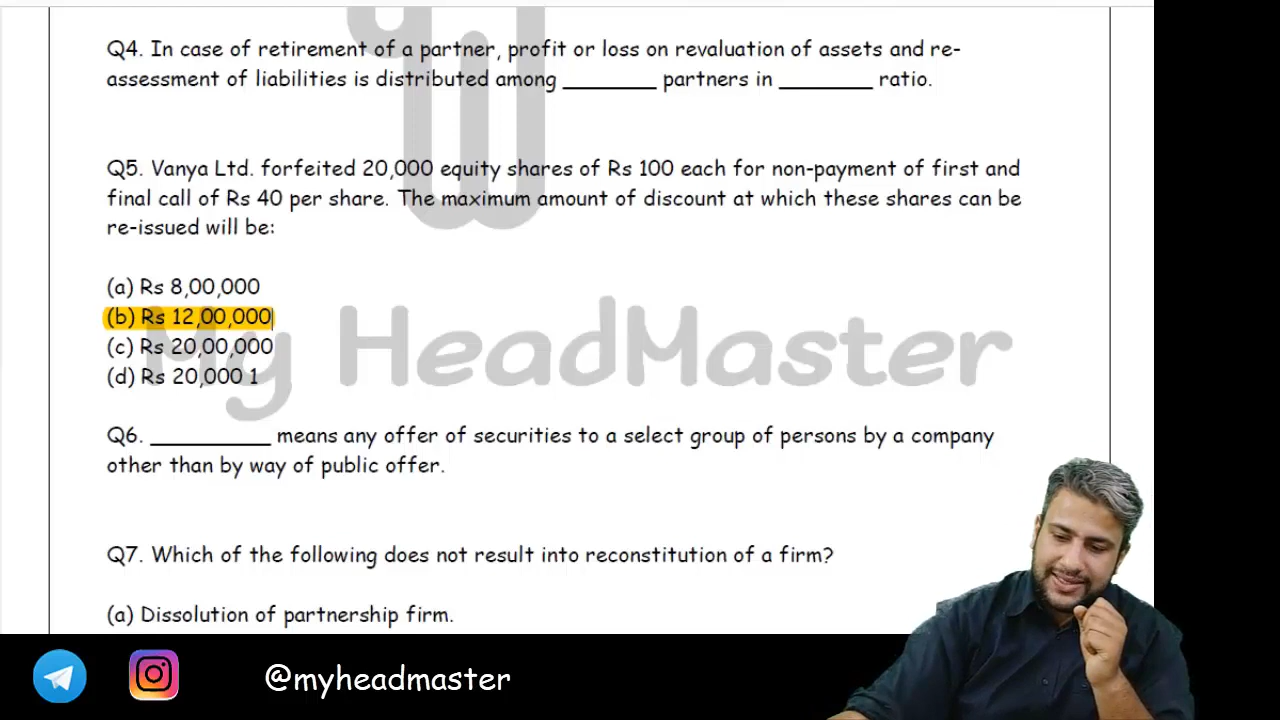 Q4. In case of retirement of a partner, profit or loss on revaluation of assets and re-
assessment of liabilities is distributed among ________ partners in ________ ratio.
Q5. Vanya Ltd. forfeited 20,000 equity shares of Rs 100 each for non-payment of first and
final call of Rs 40 per share. The maximum amount of discount at which these shares can be
re-issued will be:
(a) Rs 8,00,000
(b) Rs 12,00,000
(c) Rs 20,00,000
(d) Rs 20,000 1
My HeadMaster
Q6. __________ means any offer of securities to a select group of persons by a company
other than by way of public offer.
Q7. Which of the following does not result into reconstitution of a firm?
(a) Dissolution of partnership firm.
@myheadmaster